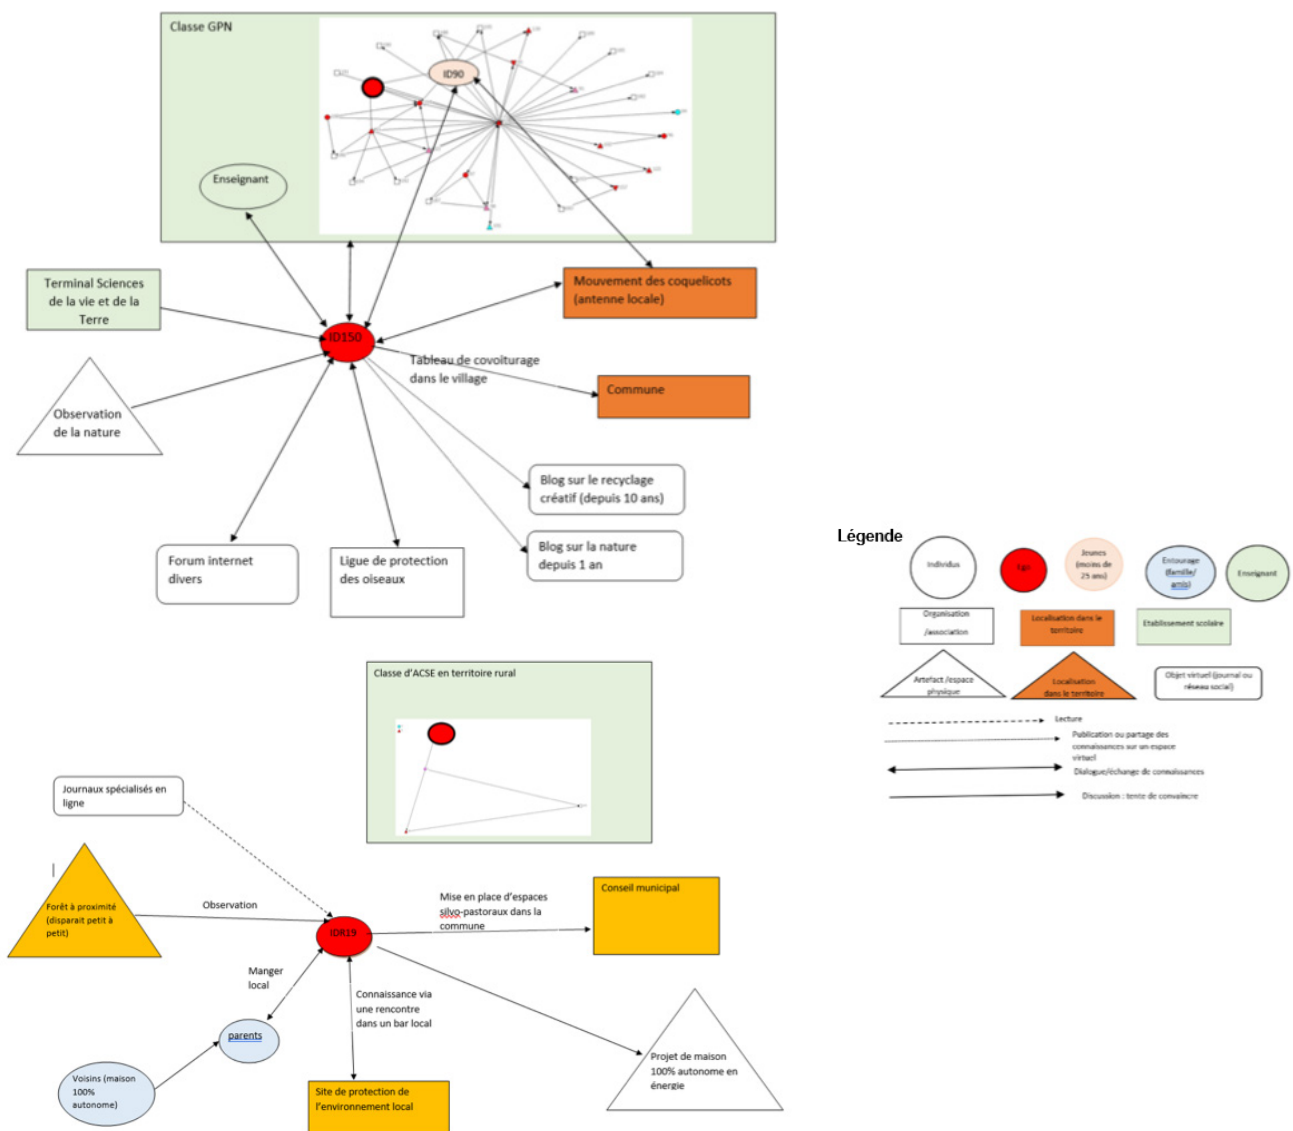 Classe GPN
ID90
Enseignant
Terminal Sciences
de la vie et de la
Terre
Mouvement des coquelicots
(antenne locale)
ID150
Tableau de covoiturage
dans le village
Commune
Observation
de la nature
Blog sur le recyclage
créatif (depuis 10 ans)
Blog sur la nature
depuis 1 an
Forum internet
divers
Ligue de protection
des oiseaux
Légende
Individus
Ego
Jeunes
(moins de
25 ans)
Entourage
(famille/
amis)
Enseignant
Organisation
/association
Localisation dans le
territoire
Etablissement scolaire
Artefact /espace
physique
Localisation
dans le territoire
Objet virtuel (journal ou
réseau social)
Lecture
Publication ou partage des
connaissances sur un espace
virtuel
Dialogue/échange de connaissances
Discussion : tente de convaincre
Classe d'ACSE en territoire rural
Journaux spécialisés en
ligne
Forêt à proximité
(disparait petit à
petit)
Observation
IDR19
Mise en place d'espaces
silvo-pastoraux dans la
commune
Conseil municipal
Manger
local
Connaissance via
une rencontre
dans un bar local
parents
Voisins (maison
100%
autonome)
Site de protection de
l'environnement local
Projet de maison
100% autonome en
énergie